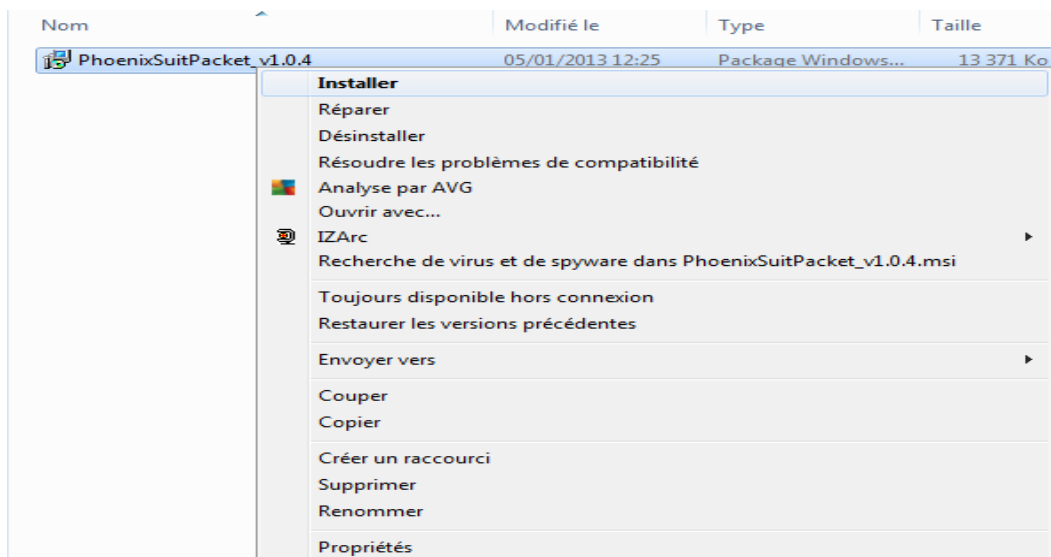 Nom Modifié le Type Taille
PhoenixSuitPacket_v1.0.4 05/01/2013 12:25 Package Windows... 13 371 Ko
Installer
Réparer
Désinstaller
Résoudre les problèmes de compatibilité
Analyse par AVG
Ouvrir avec...
IZArc
Recherche de virus et de spyware dans PhoenixSuitPacket_v1.0.4.msi
Toujours disponible hors connexion
Restaurer les versions précédentes
Envoyer vers
Couper
Copier
Créer un raccourci
Supprimer
Renommer
Propriétés